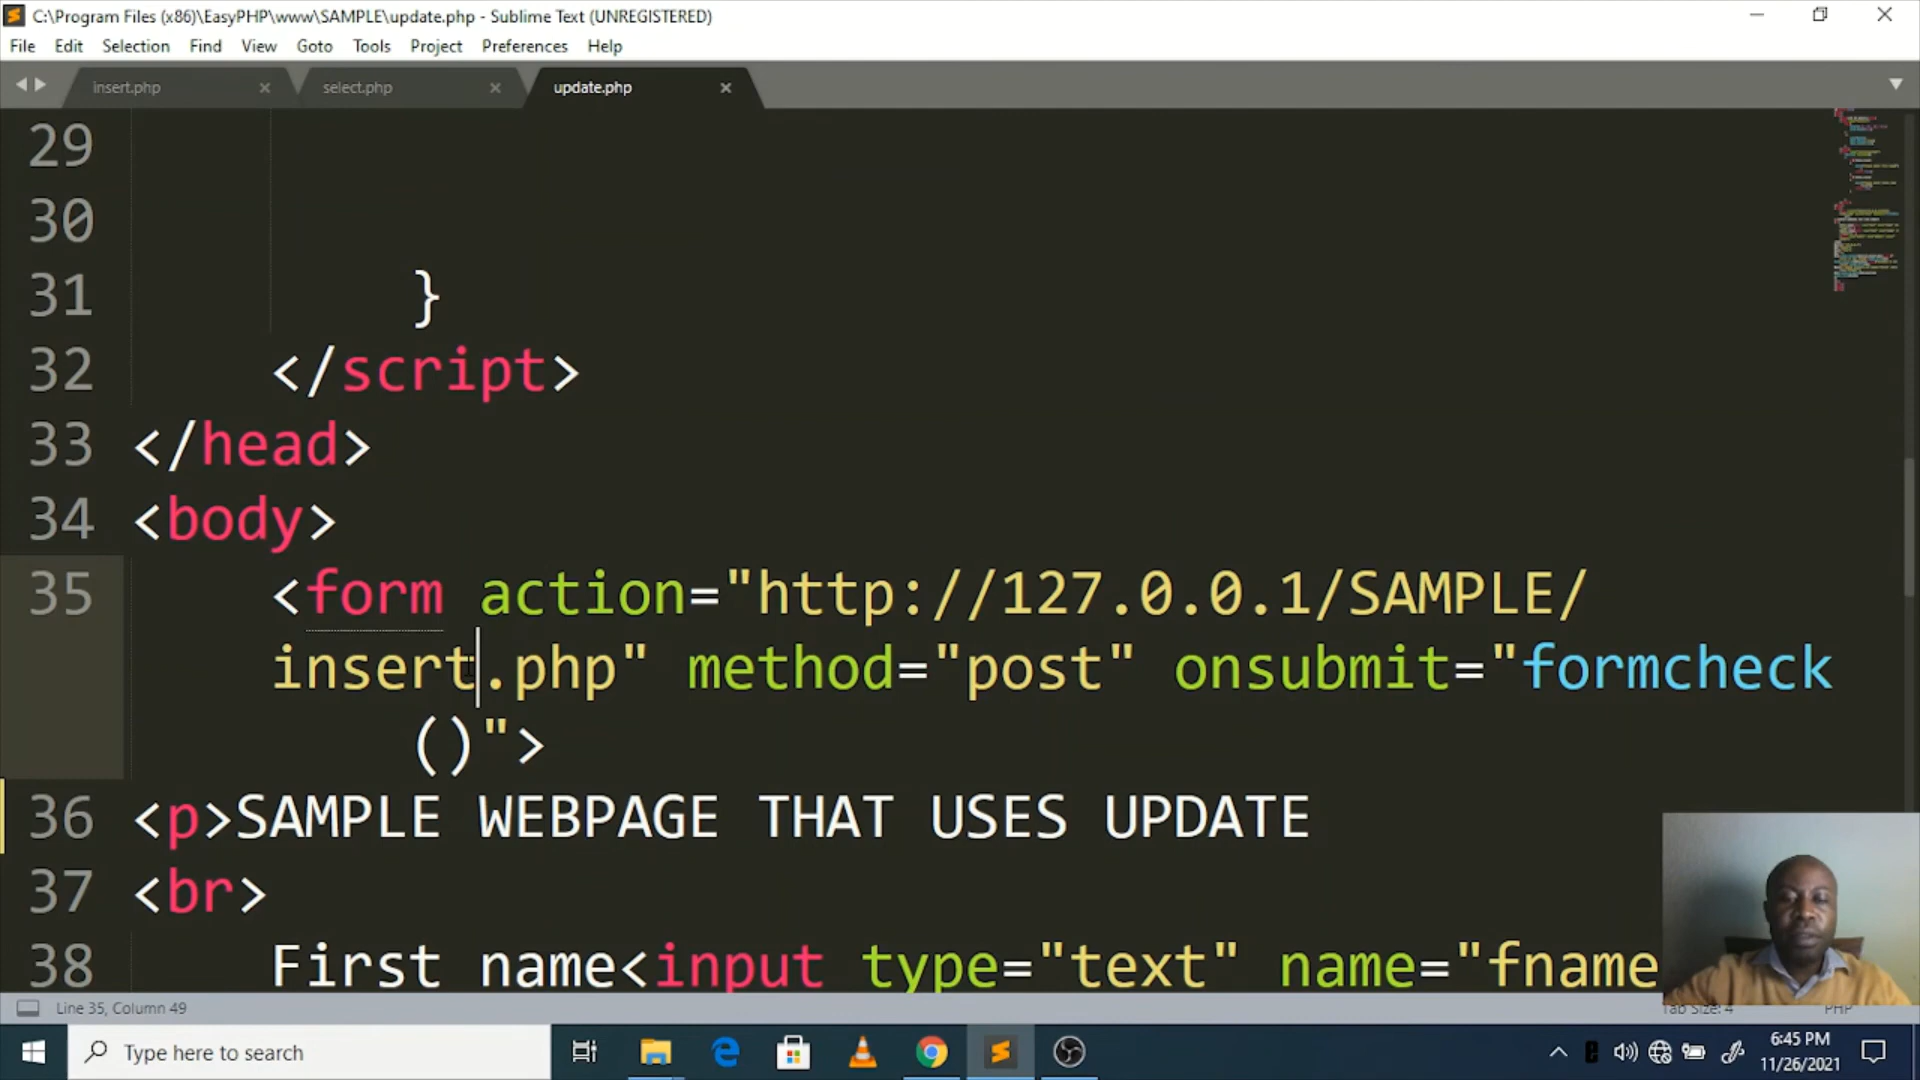 C:\Program Files (x86)\EasyPHP\www\SAMPLE\update.php - Sublime Text (UNREGISTERED)
File Edit Selection Find View Goto Tools Project Preferences Help
insert.php select.php update.php
29
30
31 }
32 </script>
33 </head>
34 <body>
35 <form action="http://127.0.0.1/SAMPLE/
insert.php" method="post" onsubmit="formcheck
()">
36 <p>SAMPLE WEBPAGE THAT USES UPDATE
37 <br>
38 First name<input type="text" name="fname
Line 35, Column 49
Tab Size: 4 PHP
Type here to search
6:45 PM
11/26/2021